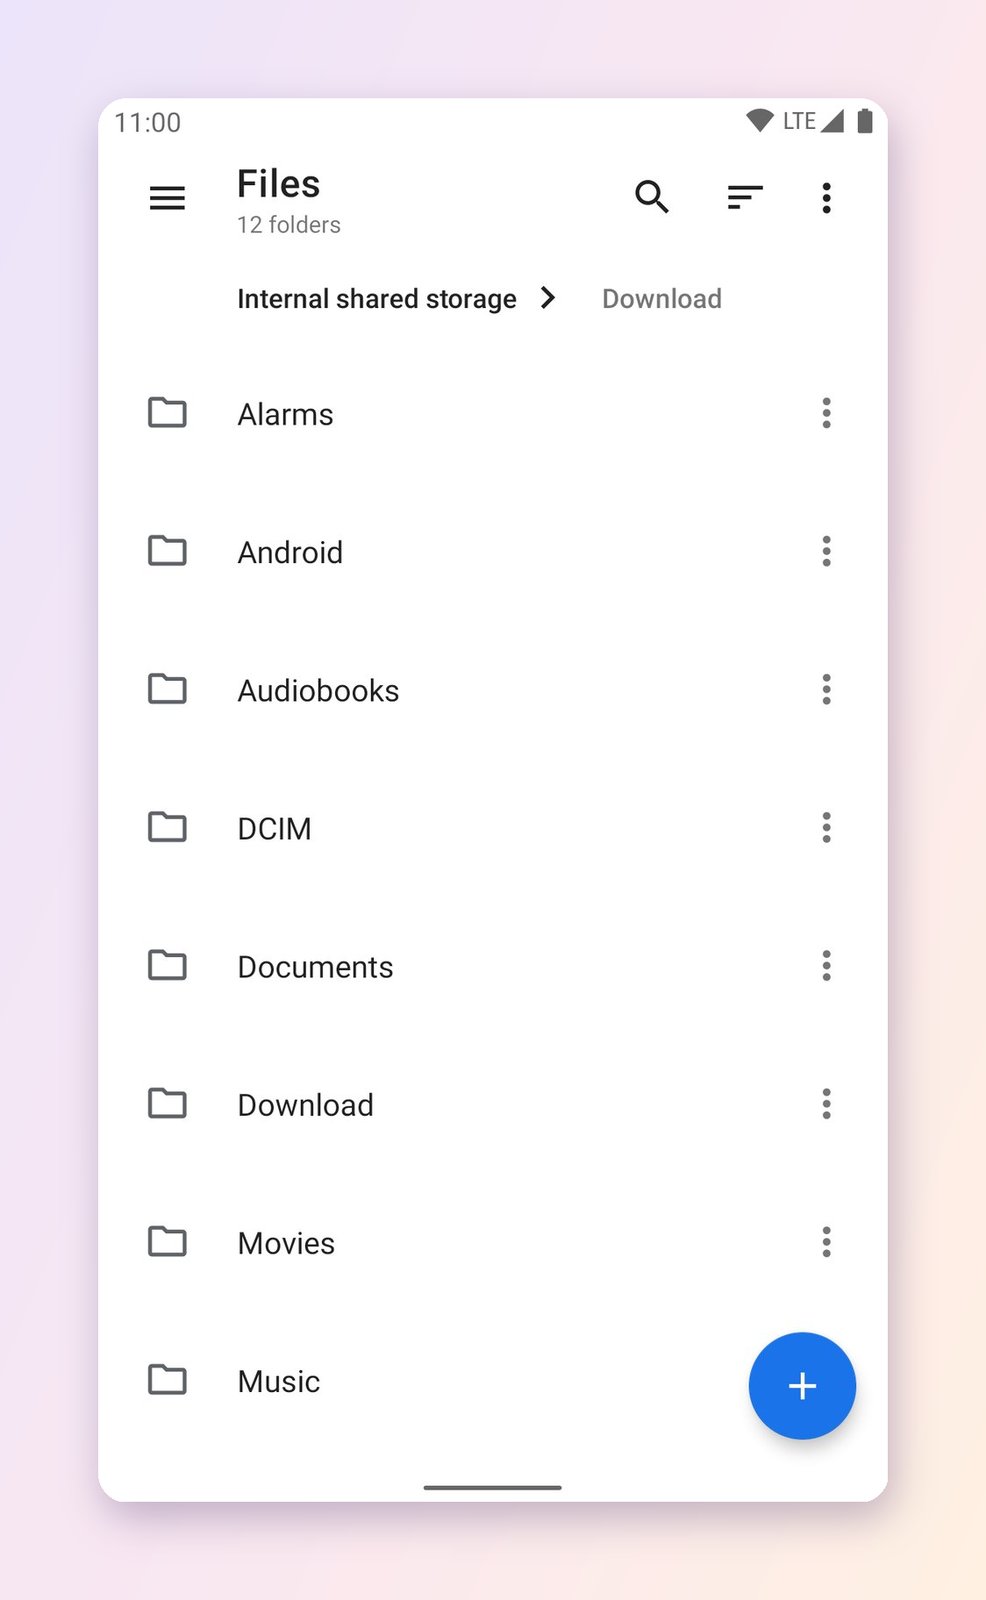 11:00 LTE
Files
12 folders
Internal shared storage Download
Alarms
Android
Audiobooks
DCIM
Documents
Download
Movies
Music